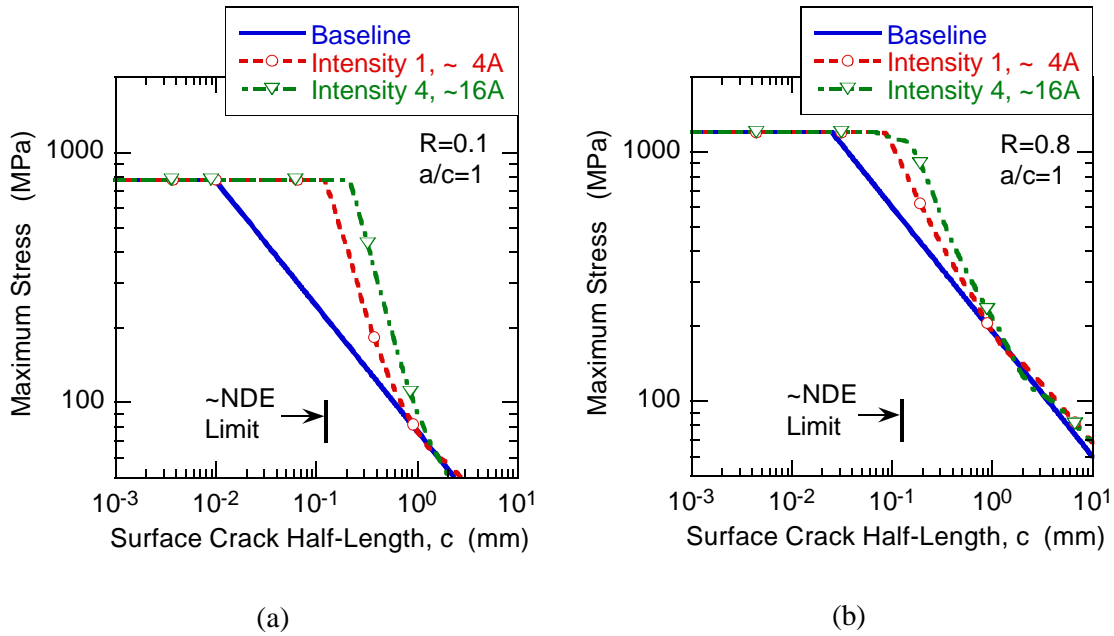 Baseline
Intensity 1, ~ 4A
Intensity 4, ~16A
R=0.1
a/c=1
1000
100
Maximum Stress (MPa)
~NDE
Limit
10-3 10-2 10-1 100 101
Surface Crack Half-Length, c (mm)
(a)
Baseline
Intensity 1, ~ 4A
Intensity 4, ~16A
R=0.8
a/c=1
1000
100
Maximum Stress (MPa)
~NDE
Limit
10-3 10-2 10-1 100 101
Surface Crack Half-Length, c (mm)
(b)